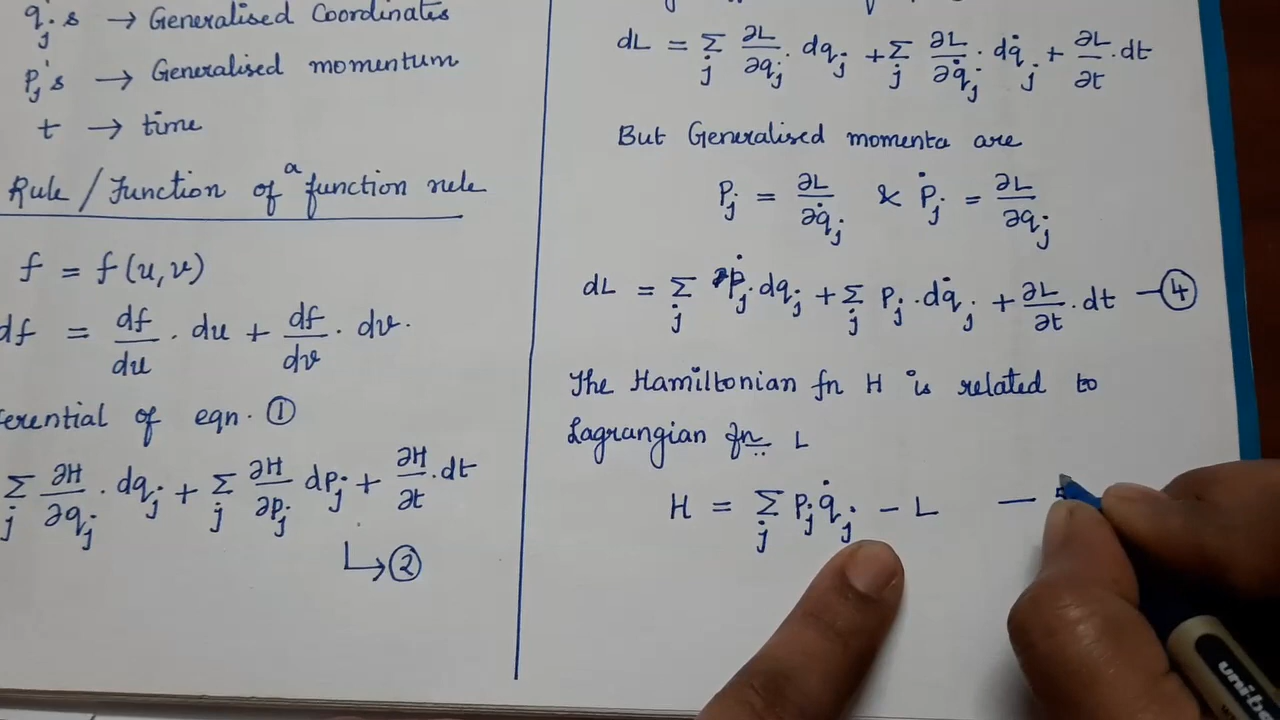 qj's → Generalised Coordinates
pj's → Generalised momentum
t → time
Rule / Function of a function rule
f = f(u,v)
df = df/du . du + df/dv . dv.
erential of eqn. ①
Σj ∂H/∂qj . dqj + Σj ∂H/∂pj dpj + ∂H/∂t . dt
↳ ②
dL = Σj ∂L/∂qj . dqj + Σj ∂L/∂q̇j . dq̇j + ∂L/∂t . dt
But Generalised momenta are
Pj = ∂L/∂q̇j & Ṗj = ∂L/∂qj
dL = Σj Ṗj . dqj + Σj Pj . dq̇j + ∂L/∂t . dt — ④
The Hamiltonian fn H is related to
Lagrangian fn L
H = Σj Pj q̇j - L —